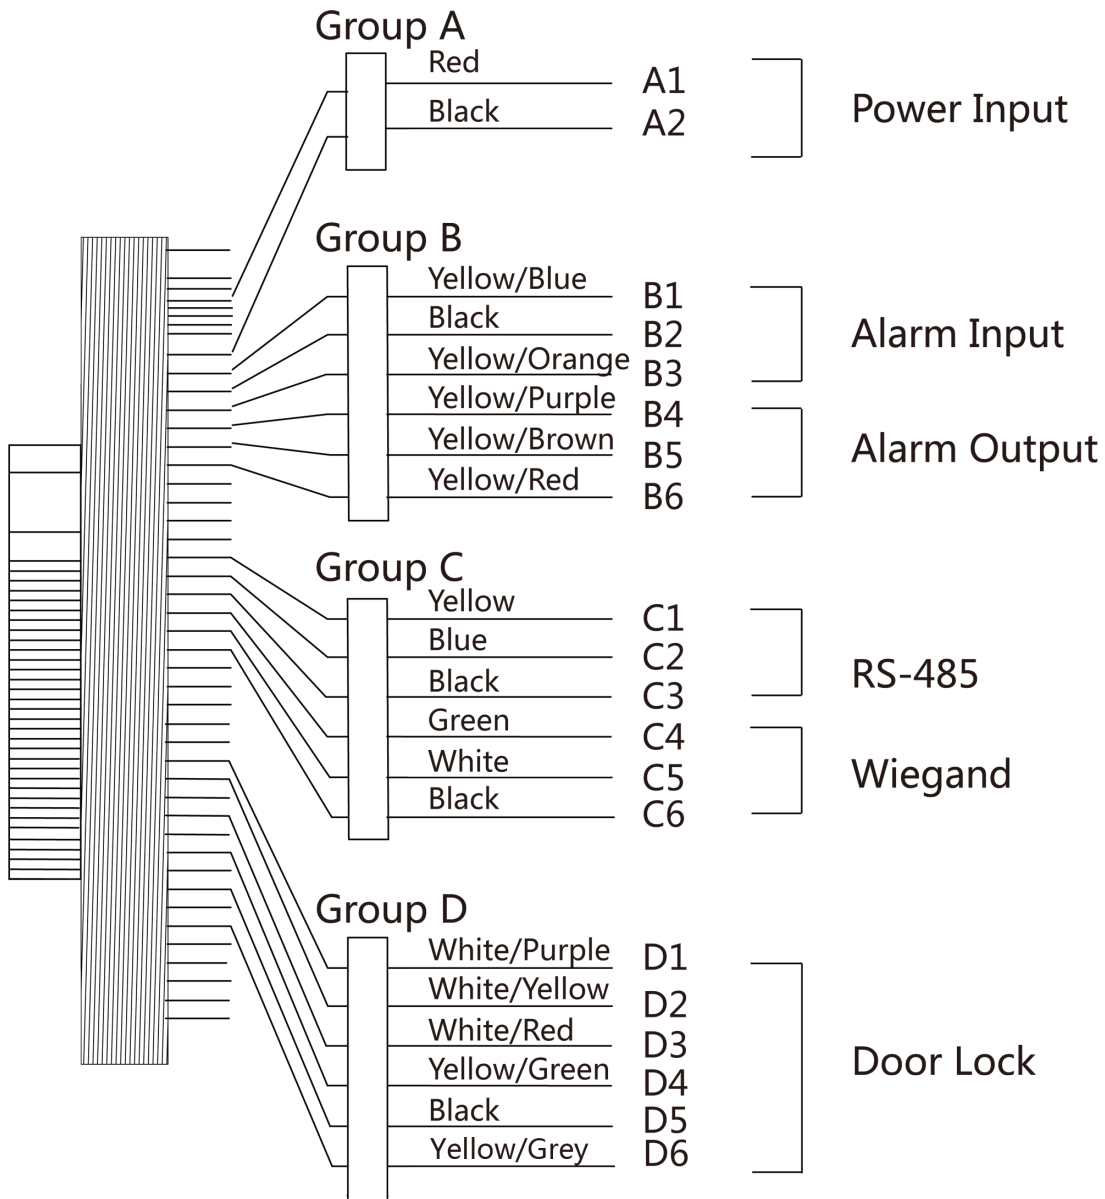 Group A
Red A1
Black A2
Power Input
Group B
Yellow/Blue B1
Black B2
Yellow/Orange B3
Alarm Input
Yellow/Purple B4
Yellow/Brown B5
Yellow/Red B6
Alarm Output
Group C
Yellow C1
Blue C2
Black C3
RS-485
Green C4
White C5
Black C6
Wiegand
Group D
White/Purple D1
White/Yellow D2
White/Red D3
Yellow/Green D4
Black D5
Yellow/Grey D6
Door Lock